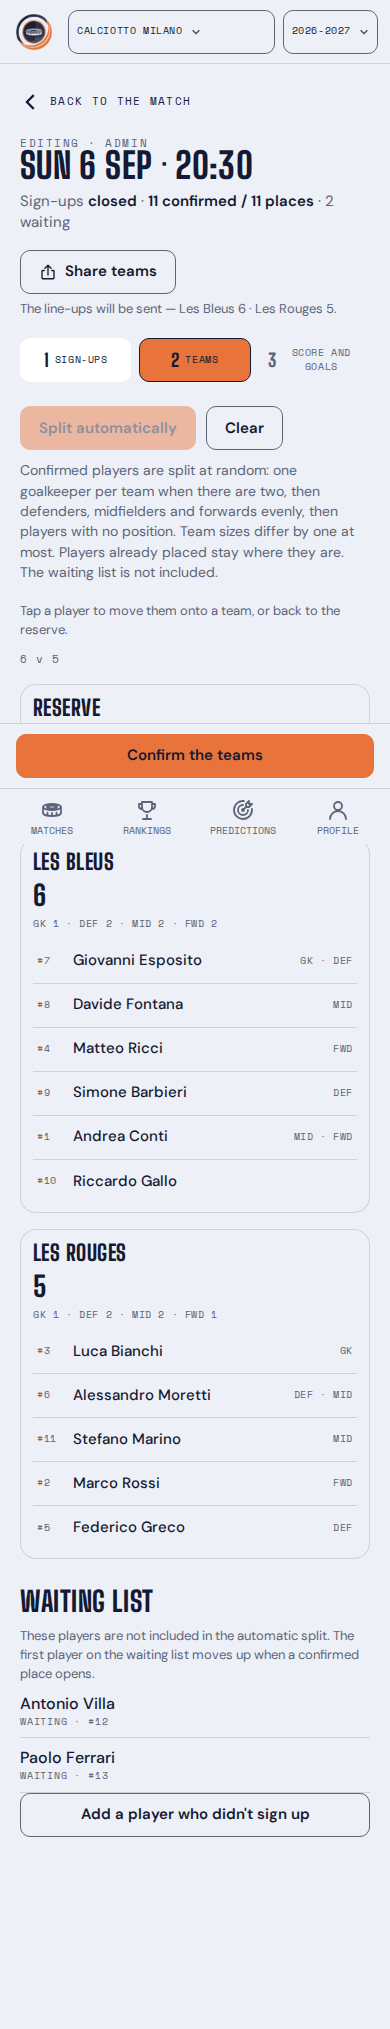 CALCIOTTO MILANO
2026-2027
BACK TO THE MATCH
EDITING · ADMIN
SUN 6 SEP · 20:30
Sign-ups closed · 11 confirmed / 11 places · 2
waiting
Share teams
The line-ups will be sent — Les Bleus 6 · Les Rouges 5.
1 SIGN-UPS
2 TEAMS
3 SCORE AND
GOALS
Split automatically
Clear
Confirmed players are split at random: one
goalkeeper per team when there are two, then
defenders, midfielders and forwards evenly, then
players with no position. Team sizes differ by one at
most. Players already placed stay where they are.
The waiting list is not included.
Tap a player to move them onto a team, or back to the
reserve.
6 v 5
RESERVE
Confirm the teams
MATCHES
RANKINGS
PREDICTIONS
PROFILE
LES BLEUS
6
GK 1 · DEF 2 · MID 2 · FWD 2
#7 Giovanni Esposito GK · DEF
#8 Davide Fontana MID
#4 Matteo Ricci FWD
#9 Simone Barbieri DEF
#1 Andrea Conti MID · FWD
#10 Riccardo Gallo
LES ROUGES
5
GK 1 · DEF 2 · MID 2 · FWD 1
#3 Luca Bianchi GK
#6 Alessandro Moretti DEF · MID
#11 Stefano Marino MID
#2 Marco Rossi FWD
#5 Federico Greco DEF
WAITING LIST
These players are not included in the automatic split. The
first player on the waiting list moves up when a confirmed
place opens.
Antonio Villa
WAITING · #12
Paolo Ferrari
WAITING · #13
Add a player who didn't sign up